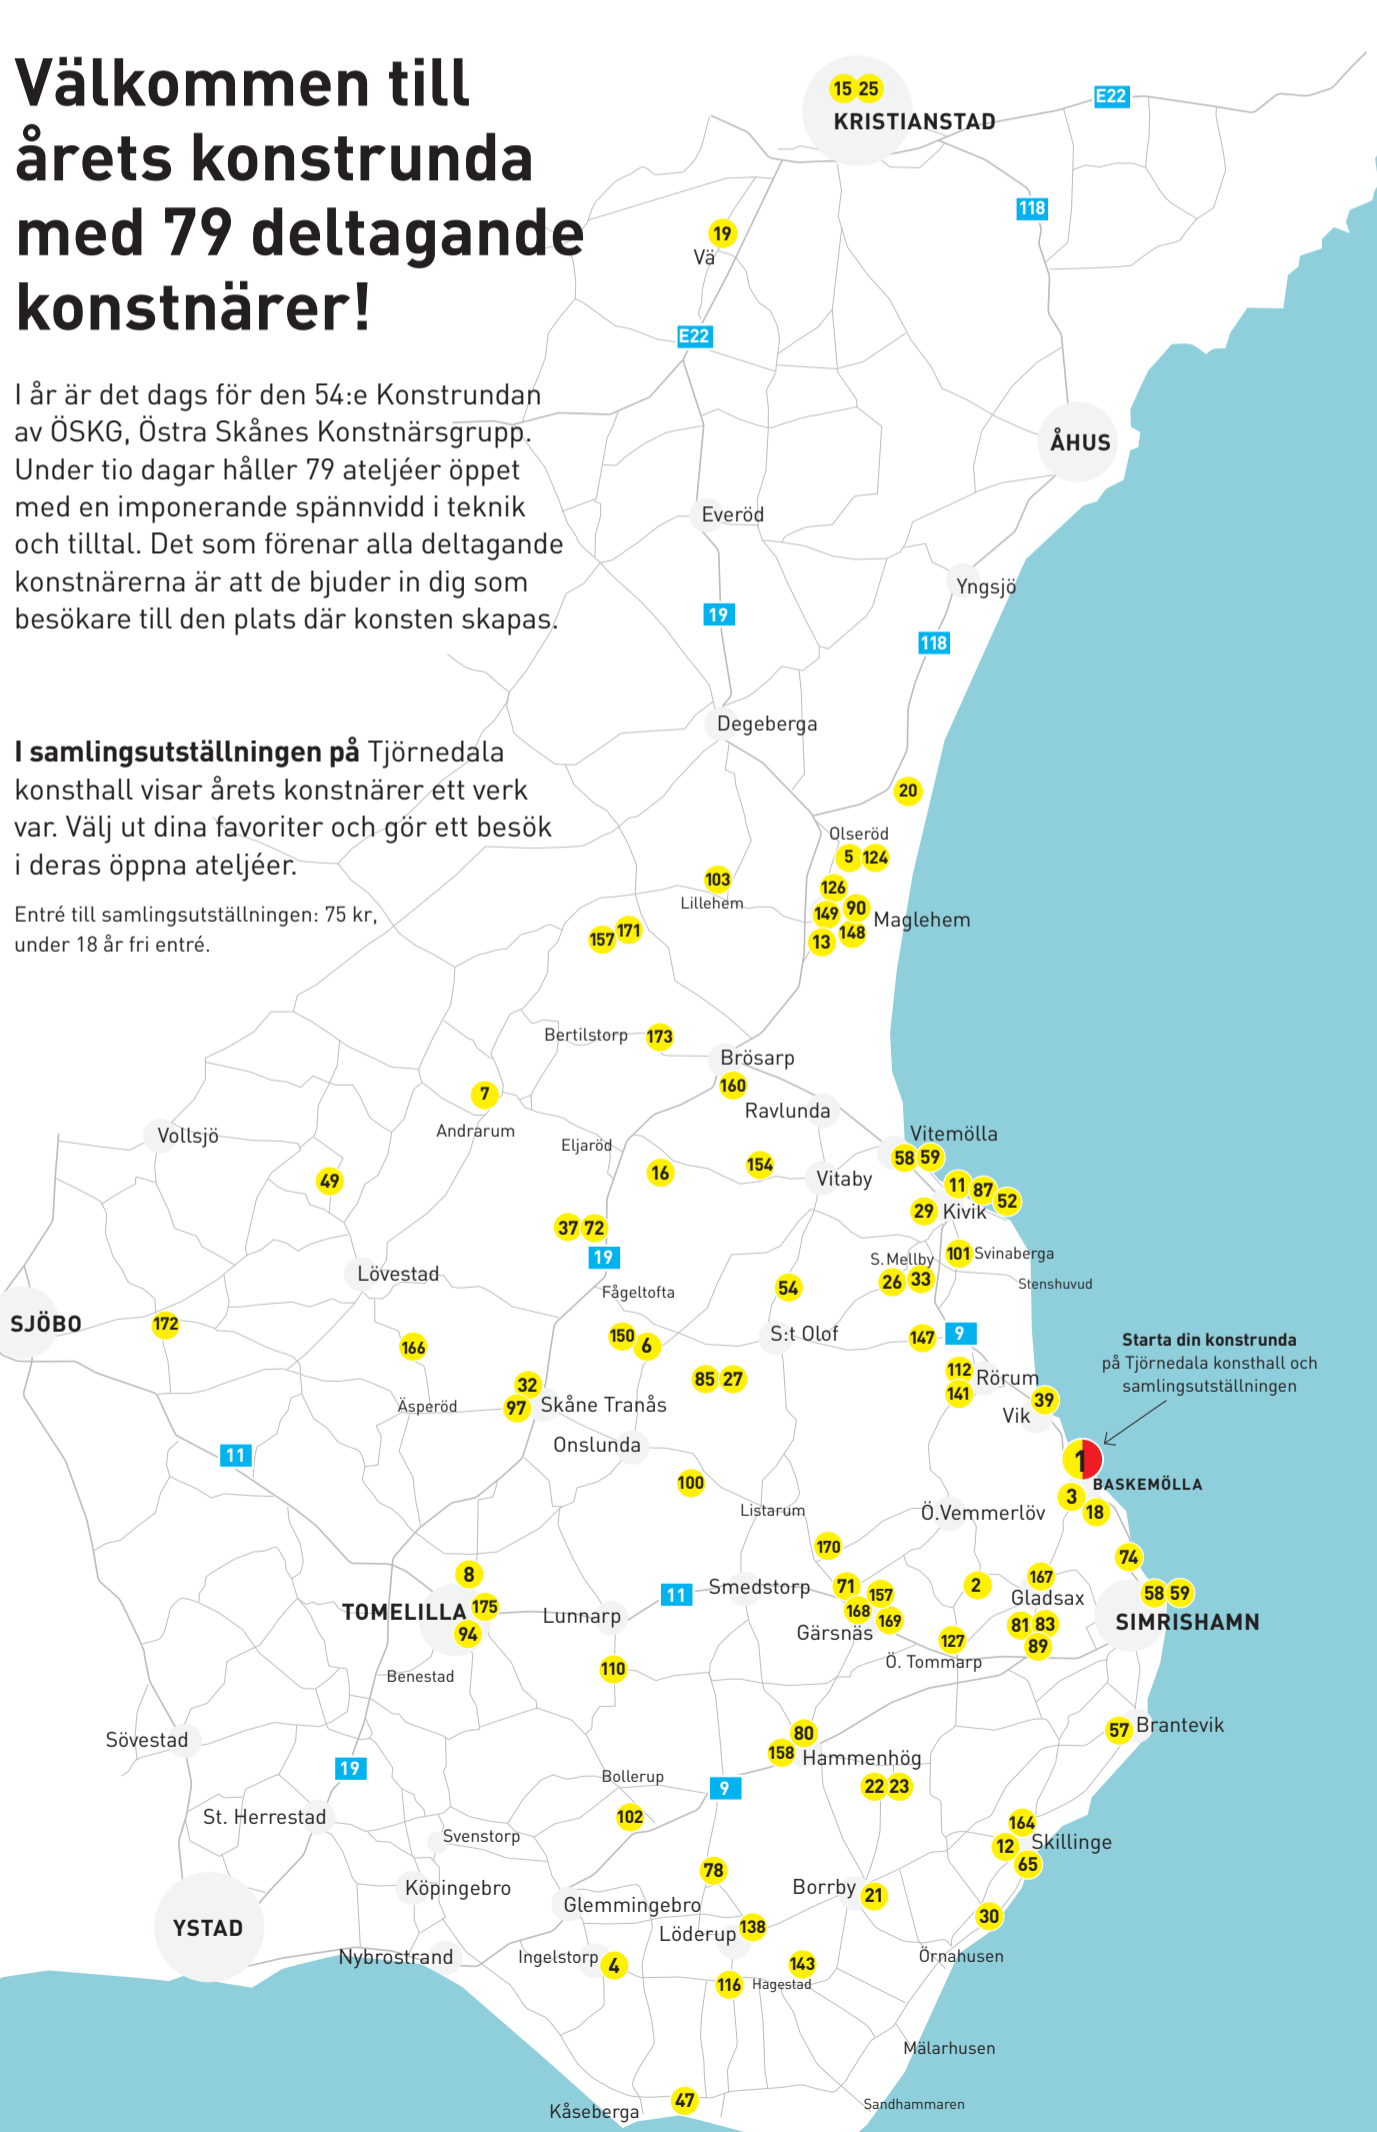 Välkommen till
årets konstrunda
med 79 deltagande
konstnärer!
I år är det dags för den 54:e Konstrundan
av ÖSKG, Östra Skånes Konstnärsgrupp.
Under tio dagar håller 79 ateljéer öppet
med en imponerande spännvidd i teknik
och tilltal. Det som förenar alla deltagande
konstnärerna är att de bjuder in dig som
besökare till den plats där konsten skapas.
I samlingsutställningen på Tjörnedala
konsthall visar årets konstnärer ett verk
var. Välj ut dina favoriter och gör ett besök
i deras öppna ateljéer.
Entré till samlingsutställningen: 75 kr,
under 18 år fri entré.
15 25
KRISTIANSTAD
E22
118
19
Vä
E22
ÅHUS
Everöd
Yngsjö
19
118
Degeberga
20
Olseröd
5 124
103
126
Lillehem
149 90
Maglehem
157 171
13 148
Bertilstorp 173
Brösarp
160
7
Ravlunda
Andrarum
Vollsjö
Vitemölla
Eljaröd
58 59
16
154
Vitaby
49
11 87 52
29 Kivik
37 72
19
101 Svinaberga
S. Mellby
26 33
Stenshuvud
Lövestad
Fågeltofta
54
SJÖBO
172
166
150 6
S:t Olof
147
9
Starta din konstrunda
på Tjörnedala konsthall och
samlingsutställningen
112
Rörum
141
85 27
32
97
Skåne Tranås
Äsperöd
39
Vik
Onslunda
11
1
BASKEMÖLLA
100
3
18
Listarum
Ö.Vemmerlöv
170
74
8
71 157
2
167
Gladsax
58 59
SIMRISHAMN
11
Smedstorp
TOMELILLA 175
94
Lunnarp
168 169
Gärsnäs
81 83
89
127
Ö. Tommarp
Benestad
110
57 Brantevik
Sövestad
80
158
Hammenhög
19
Bollerup
9
22 23
St. Herrestad
102
164
12
Skillinge
65
Svenstorp
78
Köpingebro
Borrby 21
Glemmingebro
30
YSTAD
Löderup 138
Nybrostrand
Ingelstorp 4
143
Örnahusen
116
Hagestad
Mälarhusen
47
Kåseberga
Sandhammaren